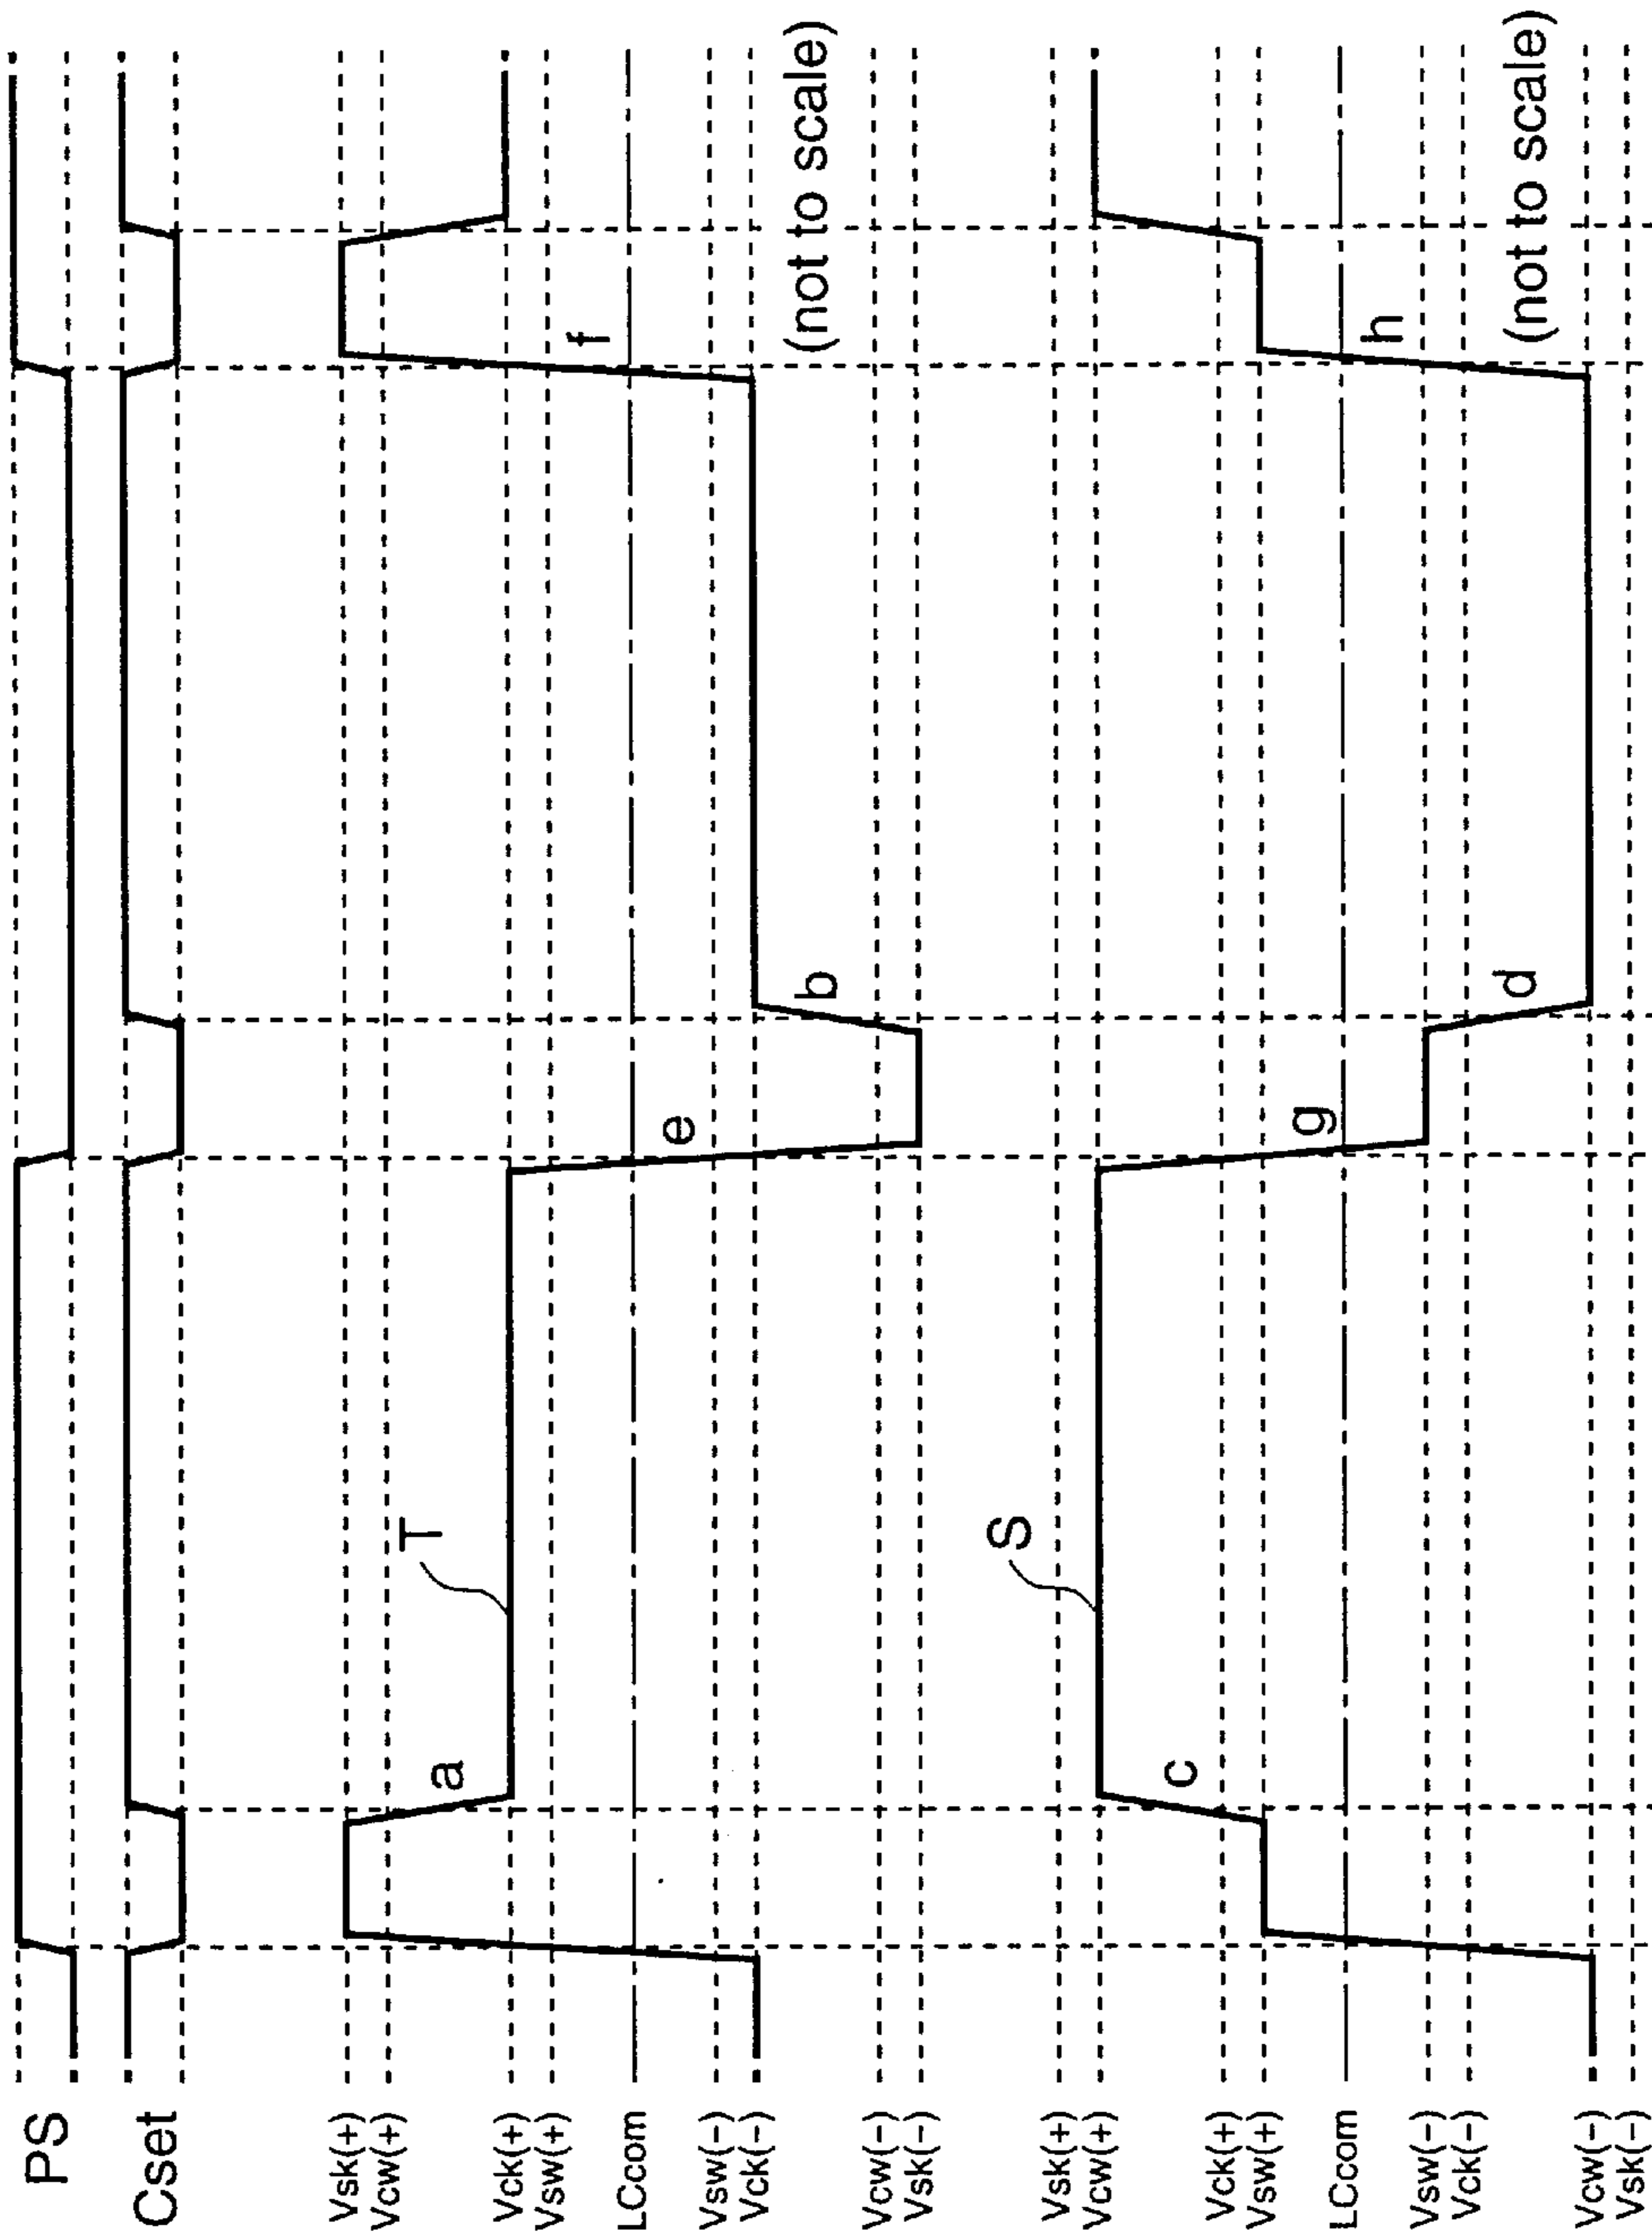 PS
Cset
Vsk(+)
Vcw(+)
Vck(+)
Vsw(+)
LCcom
Vsw(−)
Vck(−)
Vcw(−)
Vsk(−)
T
a
e
b
f
(not to scale)
Vsk(+)
Vcw(+)
Vck(+)
Vsw(+)
LCcom
Vsw(−)
Vck(−)
Vcw(−)
Vsk(−)
S
c
g
d
h
(not to scale)